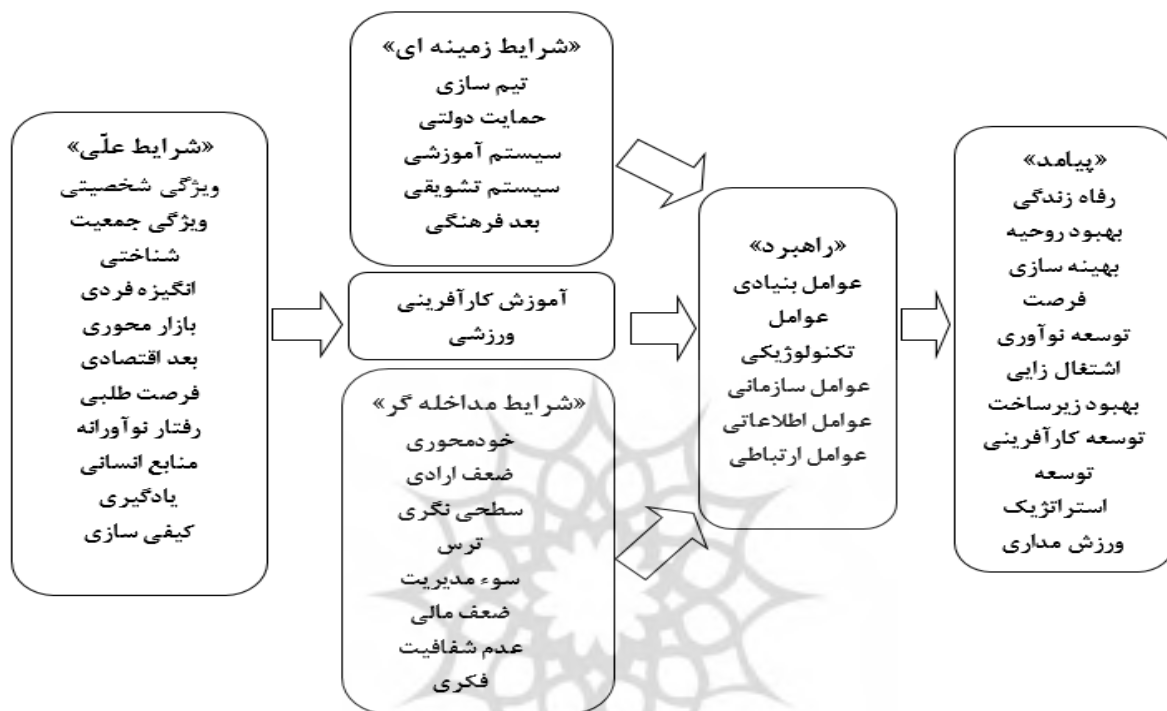 «شرایط علّی»
ویژگی شخصیتی
ویژگی جمعیت
شناختی
انگیزه فردی
بازار محوری
بعد اقتصادی
فرصت طلبی
رفتار نوآورانه
منابع انسانی
یادگیری
کیفی سازی
«شرایط زمینه ای»
تیم سازی
حمایت دولتی
سیستم آموزشی
سیستم تشویقی
بعد فرهنگی
آموزش کارآفرینی
ورزشی
«شرایط مداخله گر»
خودمحوری
ضعف ارادی
سطحی نگری
ترس
سوء مدیریت
ضعف مالی
عدم شفافیت
فکری
«راهبرد»
عوامل بنیادی
عوامل
تکنولوژیکی
عوامل سازمانی
عوامل اطلاعاتی
عوامل ارتباطی
«پیامد»
رفاه زندگی
بهبود روحیه
بهینه سازی
فرصت
توسعه نوآوری
اشتغال زایی
بهبود زیرساخت
توسعه کارآفرینی
توسعه
استراتژیک
ورزش مداری